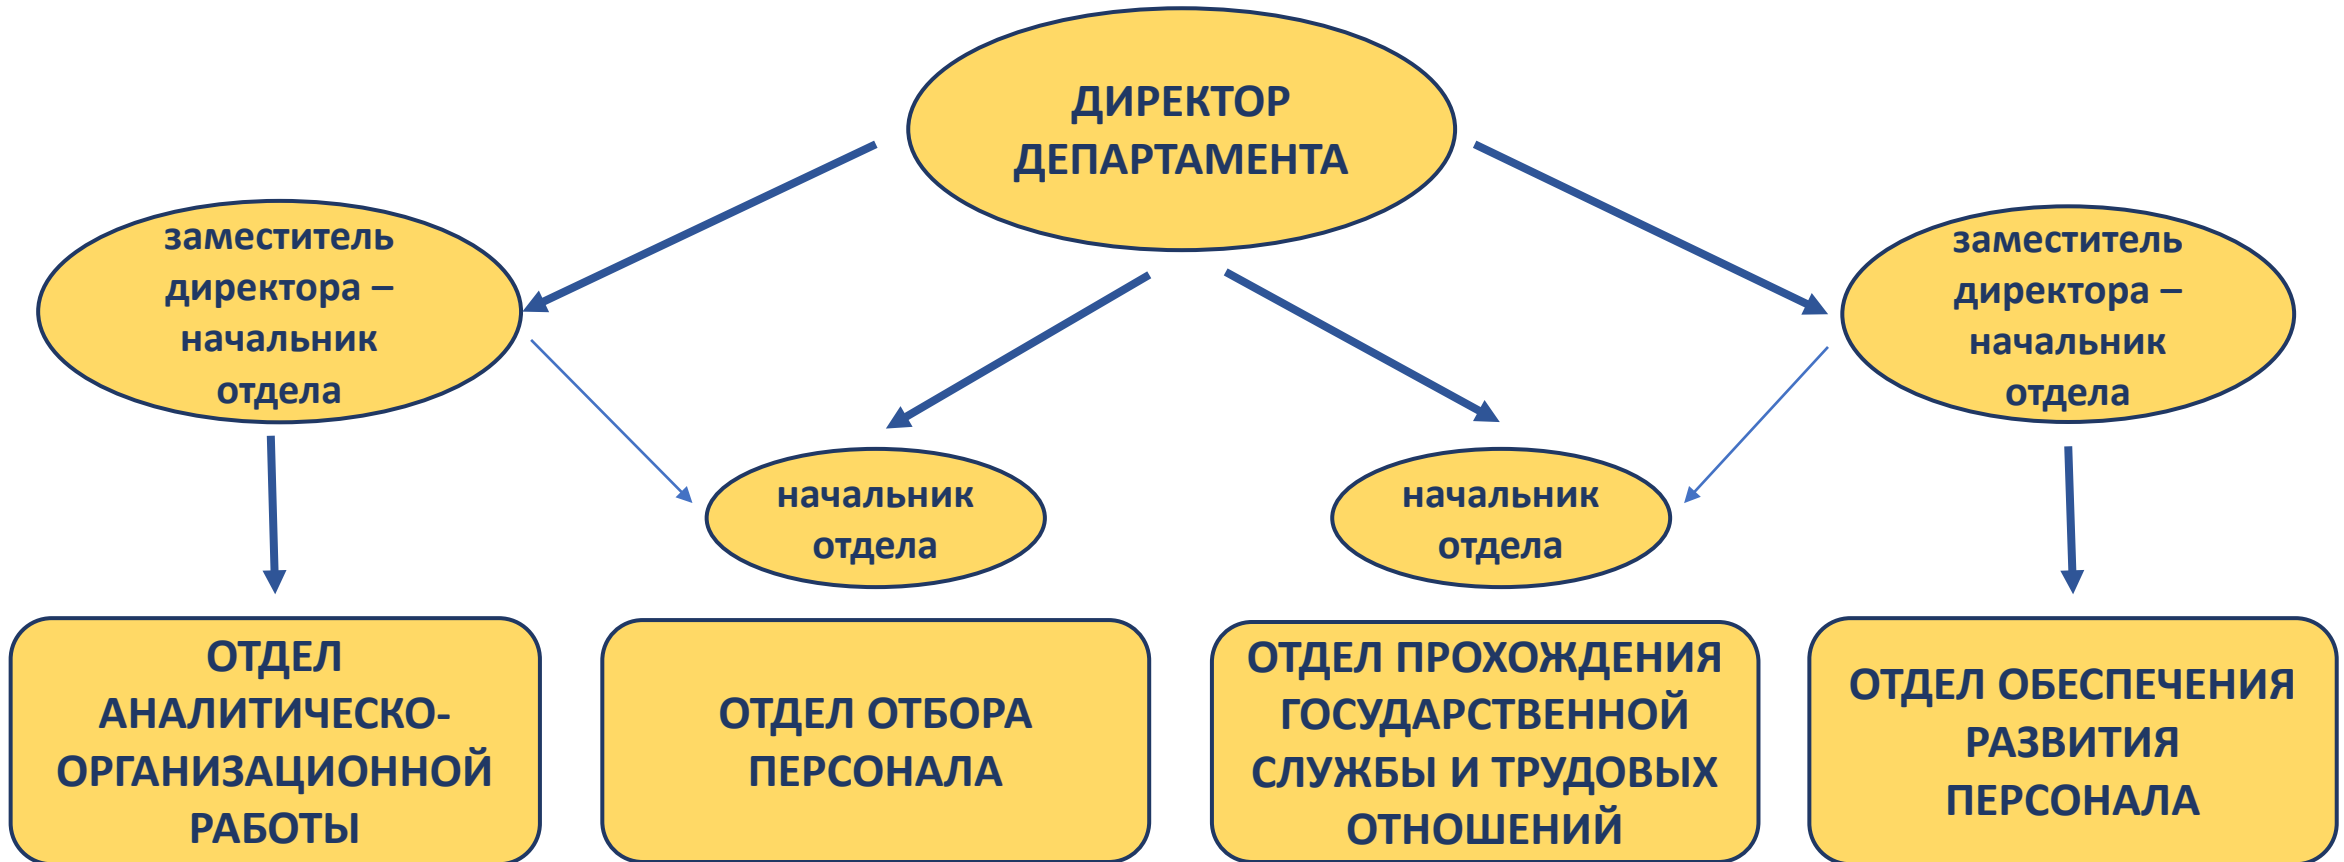 ДИРЕКТОР
ДЕПАРТАМЕНТА
заместитель
директора –
начальник
отдела
заместитель
директора –
начальник
отдела
начальник
отдела
начальник
отдела
ОТДЕЛ
АНАЛИТИЧЕСКО-
ОРГАНИЗАЦИОННОЙ
РАБОТЫ
ОТДЕЛ ОТБОРА
ПЕРСОНАЛА
ОТДЕЛ ПРОХОЖДЕНИЯ
ГОСУДАРСТВЕННОЙ
СЛУЖБЫ И ТРУДОВЫХ
ОТНОШЕНИЙ
ОТДЕЛ ОБЕСПЕЧЕНИЯ
РАЗВИТИЯ
ПЕРСОНАЛА